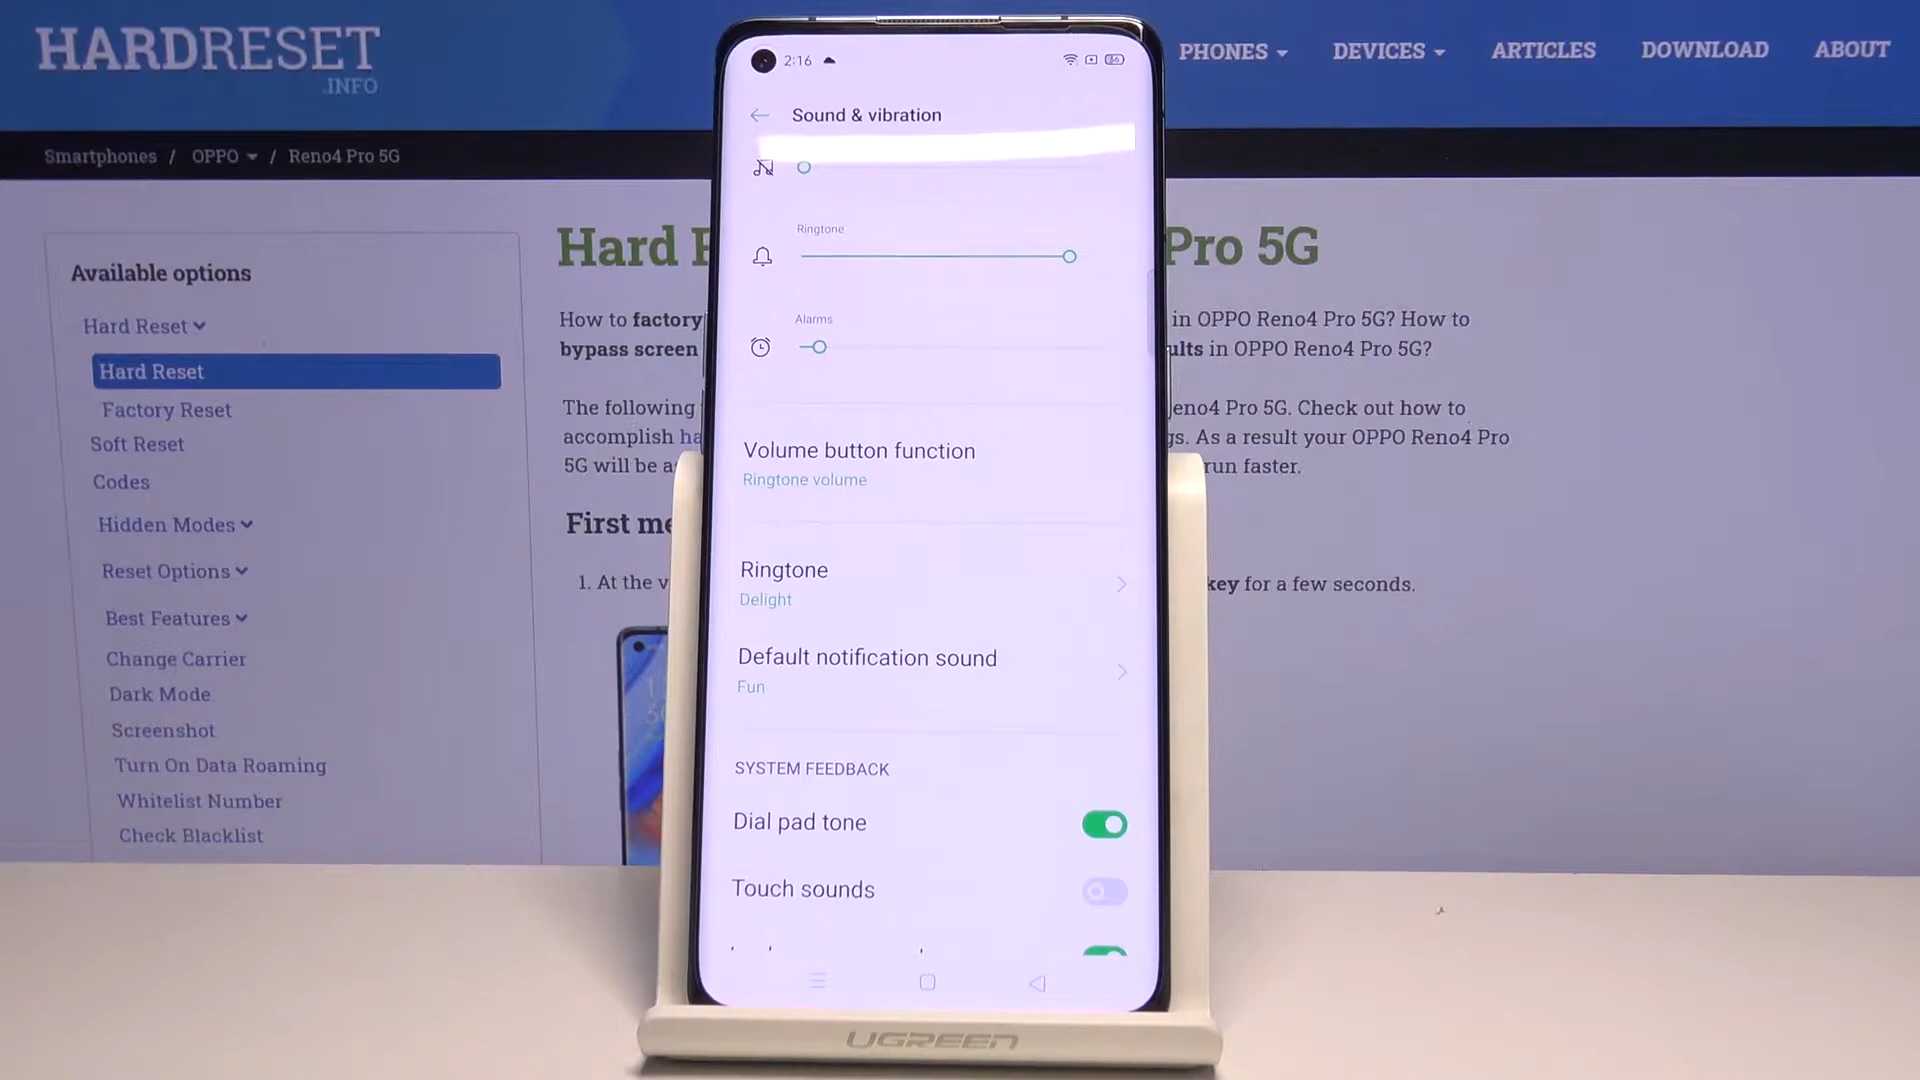 HARDRESET
.INFO
PHONES
DEVICES
ARTICLES
DOWNLOAD
ABOUT
Smartphones / OPPO / Reno4 Pro 5G
Available options
Hard Reset
Hard Reset
Factory Reset
Soft Reset
Codes
Hidden Modes
Reset Options
Best Features
Change Carrier
Dark Mode
Screenshot
Turn On Data Roaming
Whitelist Number
Check Blacklist
Hard
Pro 5G
How to factory
in OPPO Reno4 Pro 5G? How to
bypass screen
in OPPO Reno4 Pro 5G?
The following
Pro 5G. Check out how to
accomplish
As a result your OPPO Reno4 Pro
5G will be
run faster.
First
1. At the
key for a few seconds.
2:16
Sound & vibration
Ringtone
Alarms
Volume button function
Ringtone volume
Ringtone
Delight
Default notification sound
Fun
SYSTEM FEEDBACK
Dial pad tone
Touch sounds
UGREEN